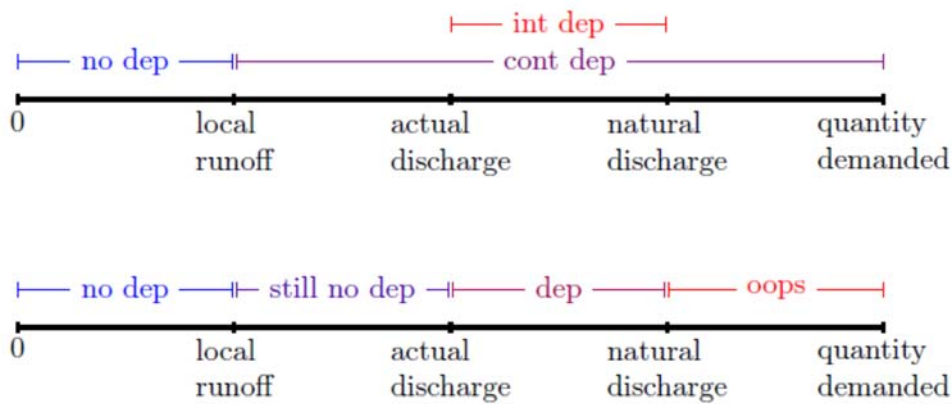 int dep
no dep cont dep
0 local actual natural quantity
runoff discharge discharge demanded
no dep still no dep dep oops
0 local actual natural quantity
runoff discharge discharge demanded